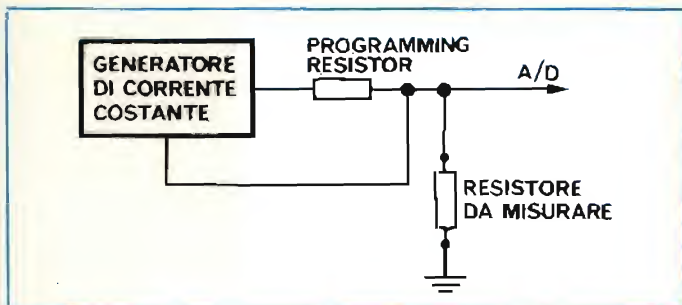 GENERATORE
DI CORRENTE
COSTANTE
PROGRAMMING
RESISTOR
A/D
RESISTORE
DA MISURARE